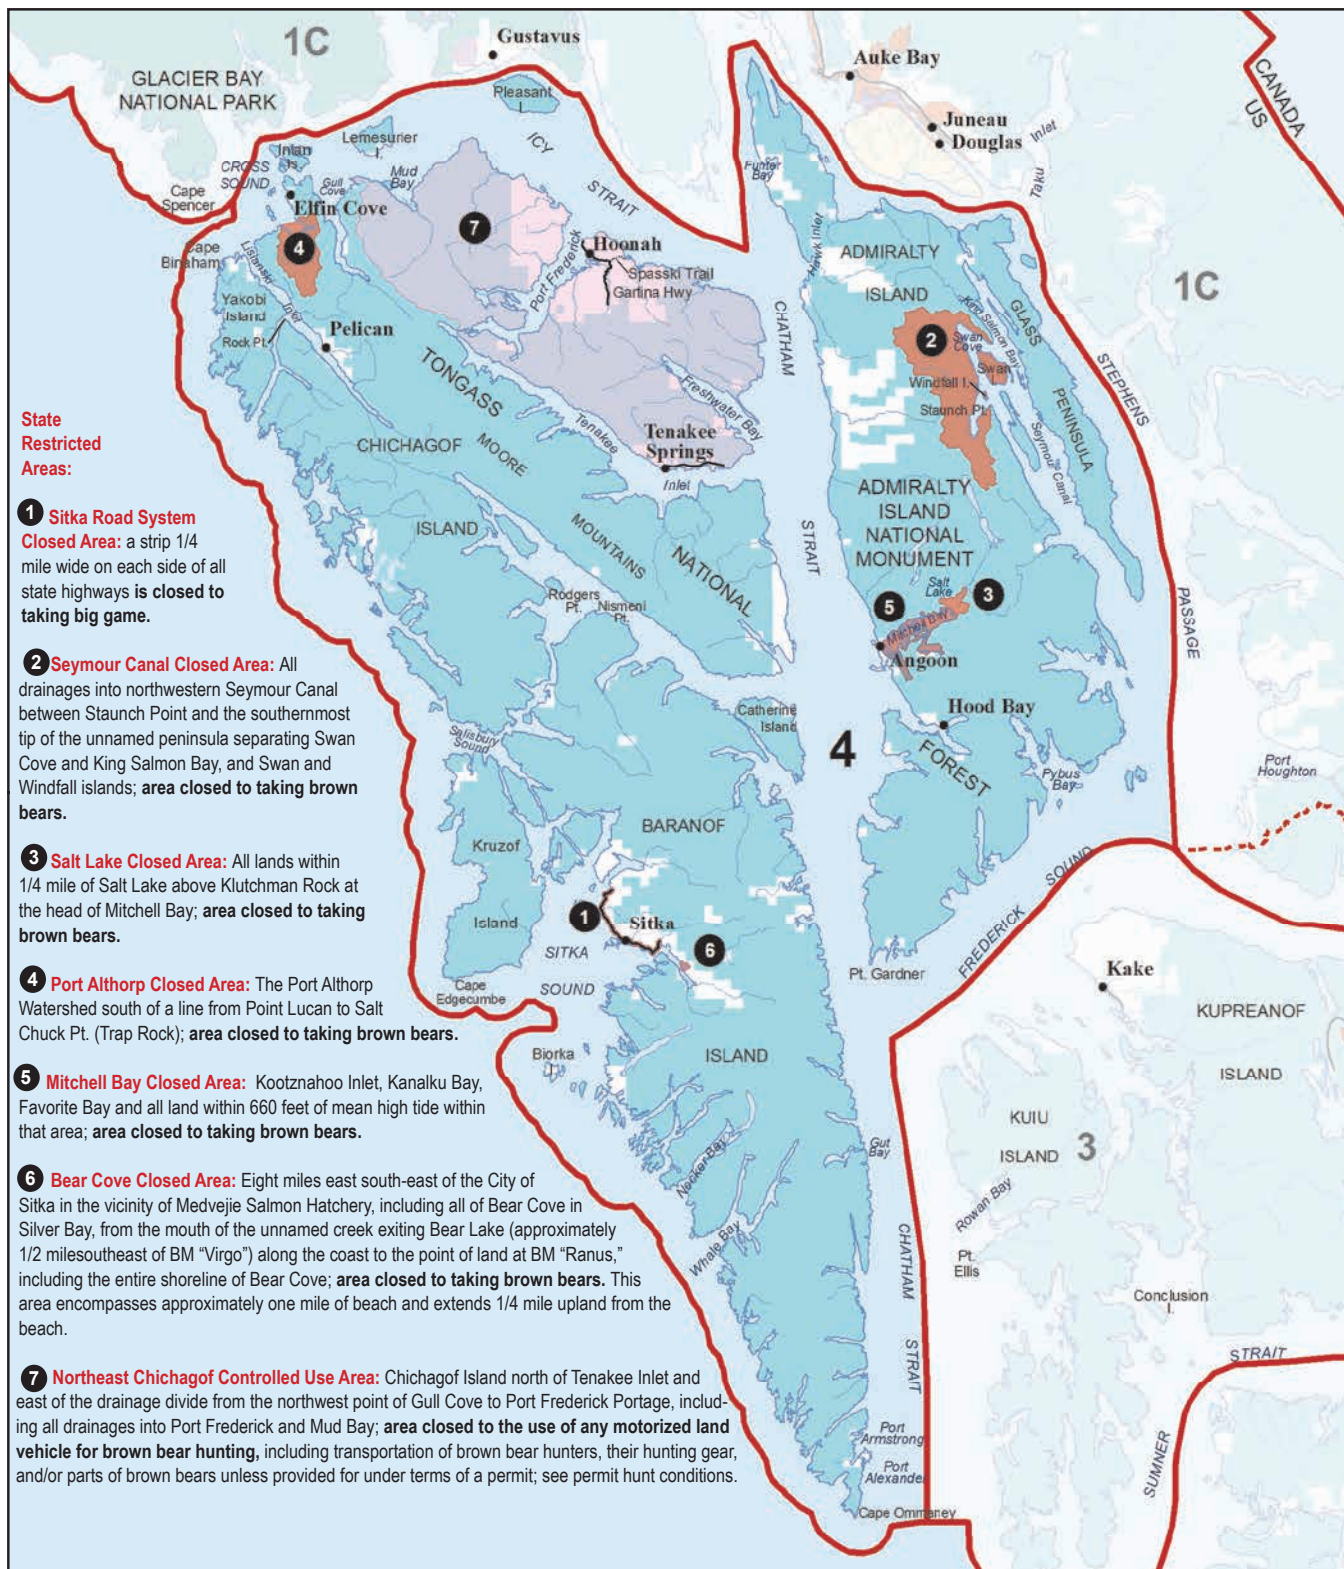 1C
Gustavus
GLACIER BAY
NATIONAL PARK
Pleasant
I.
Auke Bay
CANADA
US
Lemesurier
I.
ICY
STRAIT
Juneau
Douglas
Inlet
Taku
Inian
Is.
CROSS
SOUND
Gull
Cove
Mud
Bay
Funter
Bay
Cape
Spencer
Elfin Cove
7
4
Cape
Bingham
Lisianski
Inlet
Port Frederick
Hoonah
Spasski Trail
Gartina Hwy
Hawk Inlet
ADMIRALTY
ISLAND
1C
Yakobi
Island
Rock Pt.
Pelican
CHATHAM
STRAIT
GLASS
PENINSULA
King Salmon Bay
2
Swan
Cove
Swan
I.
Windfall I.
Staunch Pt.
Seymour Canal
STEPHENS
PASSAGE
TONGASS
NATIONAL
FOREST
MOORE
MOUNTAINS
Freshwater Bay
Tenakee
Inlet
Tenakee
Springs
CHICHAGOF
ISLAND
ADMIRALTY
ISLAND
NATIONAL
MONUMENT
Rodgers
Pt.
Nismeni
Pt.
Salt
Lake
3
5
Mitchell Bay
Angoon
Catherine
Island
Hood Bay
4
Salisbury
Sound
Pybus
Bay
Port
Houghton
BARANOF
ISLAND
Kruzof
Island
1
Sitka
6
SITKA
SOUND
Cape
Edgecumbe
Pt. Gardner
FREDERICK
SOUND
Kake
KUPREANOF
ISLAND
Biorka
I.
KUIU
ISLAND
3
Gut
Bay
Necker Bay
Whale Bay
Rowan Bay
Pt.
Ellis
CHATHAM
STRAIT
Conclusion
I.
STRAIT
SUMNER
Port
Armstrong
Port
Alexander
Cape Ommaney
State
Restricted
Areas:
1 Sitka Road System
Closed Area: a strip 1/4
mile wide on each side of all
state highways is closed to
taking big game.
2 Seymour Canal Closed Area: All
drainages into northwestern Seymour Canal
between Staunch Point and the southernmost
tip of the unnamed peninsula separating Swan
Cove and King Salmon Bay, and Swan and
Windfall islands; area closed to taking brown
bears.
3 Salt Lake Closed Area: All lands within
1/4 mile of Salt Lake above Klutchman Rock at
the head of Mitchell Bay; area closed to taking
brown bears.
4 Port Althorp Closed Area: The Port Althorp
Watershed south of a line from Point Lucan to Salt
Chuck Pt. (Trap Rock); area closed to taking brown bears.
5 Mitchell Bay Closed Area: Kootznahoo Inlet, Kanalku Bay,
Favorite Bay and all land within 660 feet of mean high tide within
that area; area closed to taking brown bears.
6 Bear Cove Closed Area: Eight miles east south-east of the City of
Sitka in the vicinity of Medvejie Salmon Hatchery, including all of Bear Cove in
Silver Bay, from the mouth of the unnamed creek exiting Bear Lake (approximately
1/2 milesoutheast of BM “Virgo”) along the coast to the point of land at BM “Ranus,”
including the entire shoreline of Bear Cove; area closed to taking brown bears. This
area encompasses approximately one mile of beach and extends 1/4 mile upland from the
beach.
7 Northeast Chichagof Controlled Use Area: Chichagof Island north of Tenakee Inlet and
east of the drainage divide from the northwest point of Gull Cove to Port Frederick Portage, includ-
ing all drainages into Port Frederick and Mud Bay; area closed to the use of any motorized land
vehicle for brown bear hunting, including transportation of brown bear hunters, their hunting gear,
and/or parts of brown bears unless provided for under terms of a permit; see permit hunt conditions.